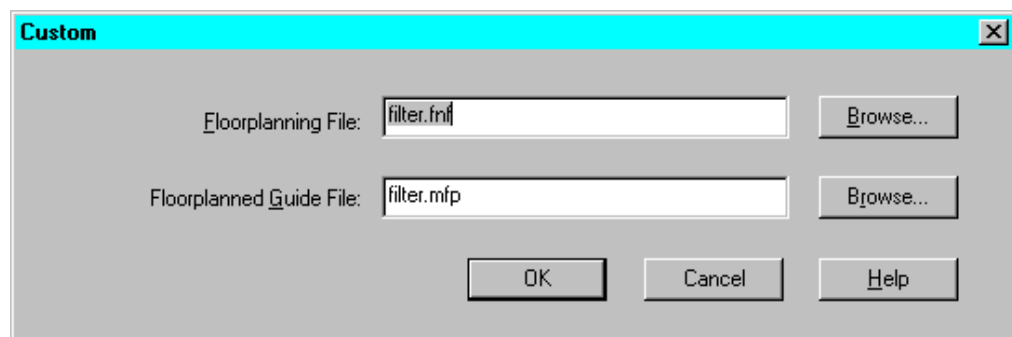 Custom
Floorplanning File: filter.fnf Browse...
Floorplanned Guide File: filter.mfp Browse...
OK Cancel Help